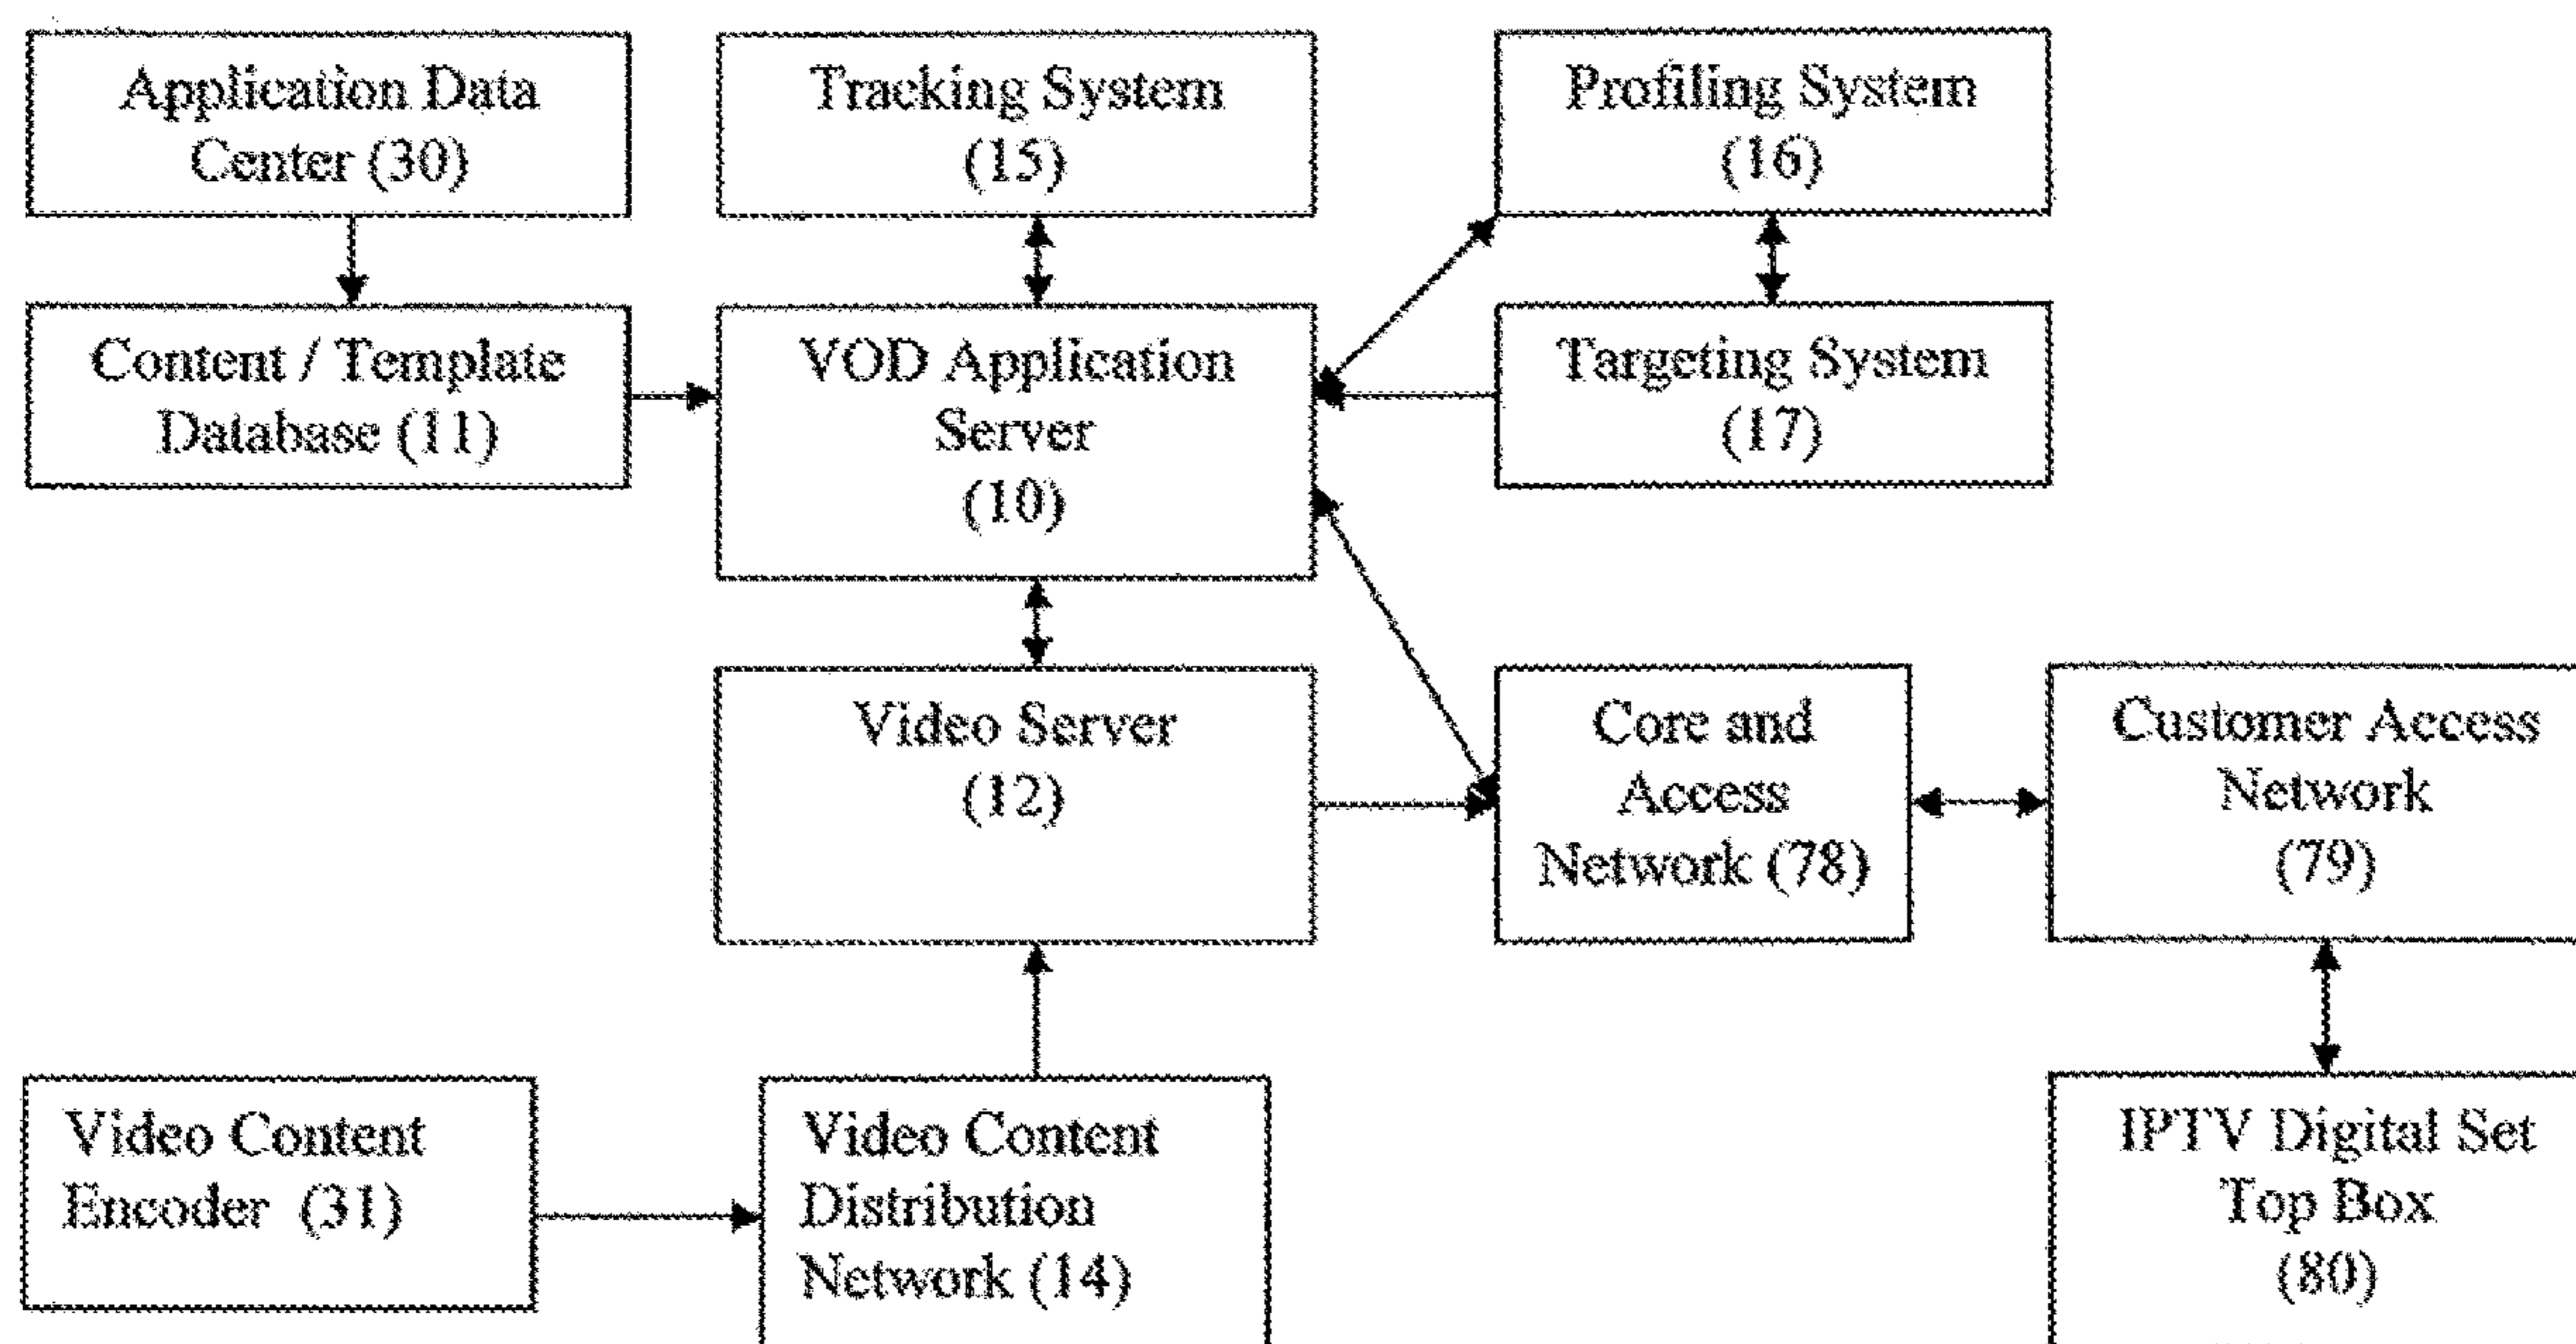 Application Data
Center (30)
Tracking System
(15)
Profiling System
(16)
Content / Template
Database (11)
VOD Application
Server
(10)
Targeting System
(17)
Video Server
(12)
Core and
Access
Network (78)
Customer Access
Network
(79)
Video Content
Encoder (31)
Video Content
Distribution
Network (14)
IPTV Digital Set
Top Box
(80)